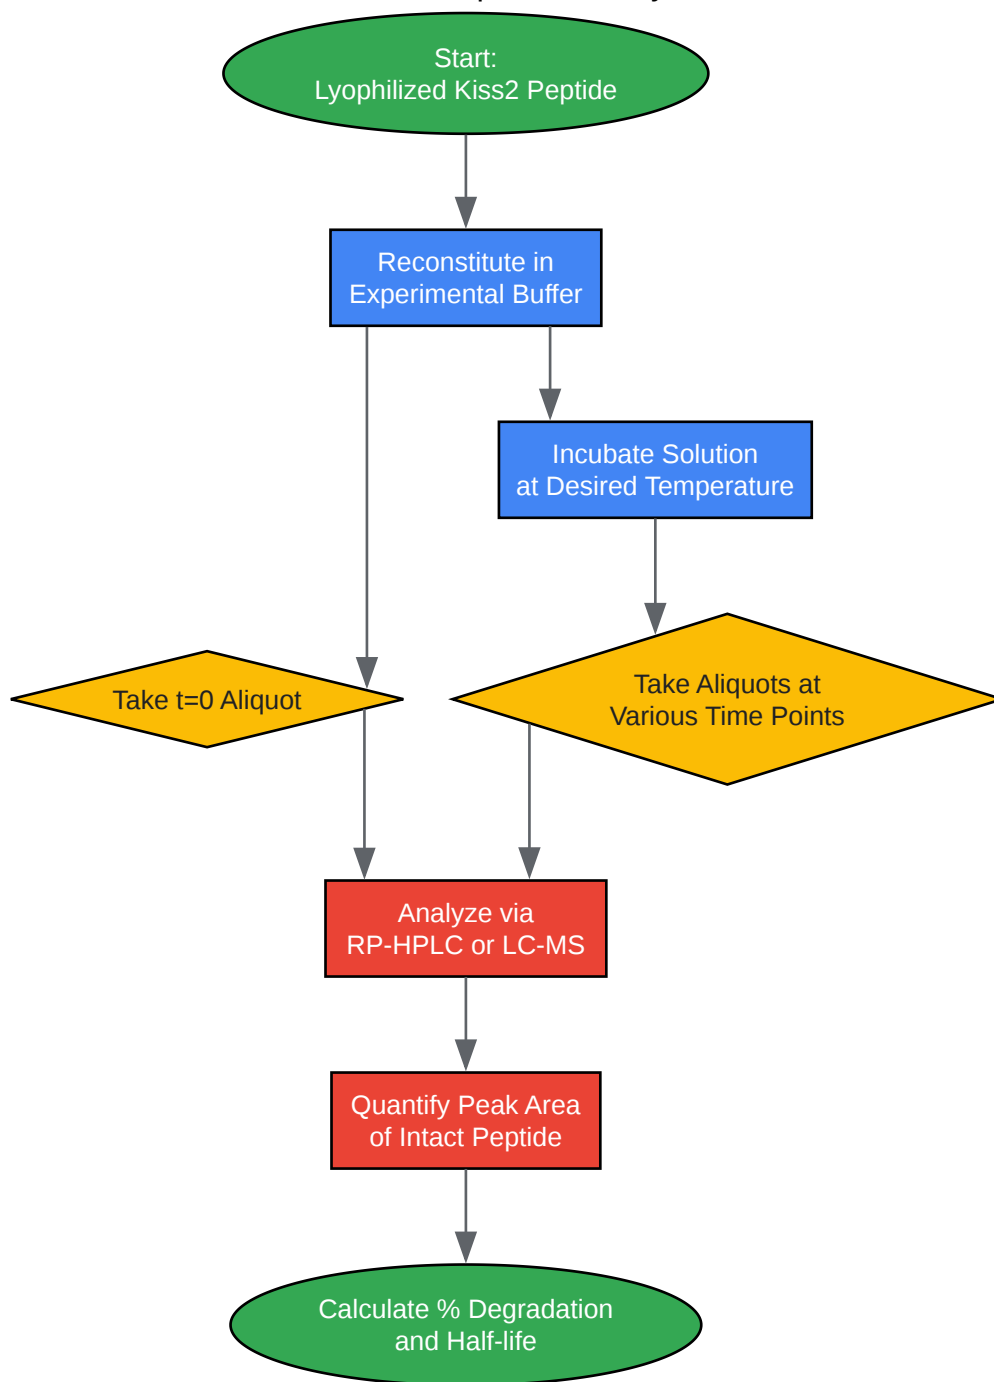 Start:
Lyophilized Kiss2 Peptide
Reconstitute in
Experimental Buffer
Incubate Solution
at Desired Temperature
Take t=0 Aliquot
Take Aliquots at
Various Time Points
Analyze via
RP-HPLC or LC-MS
Quantify Peak Area
of Intact Peptide
Calculate % Degradation
and Half-life